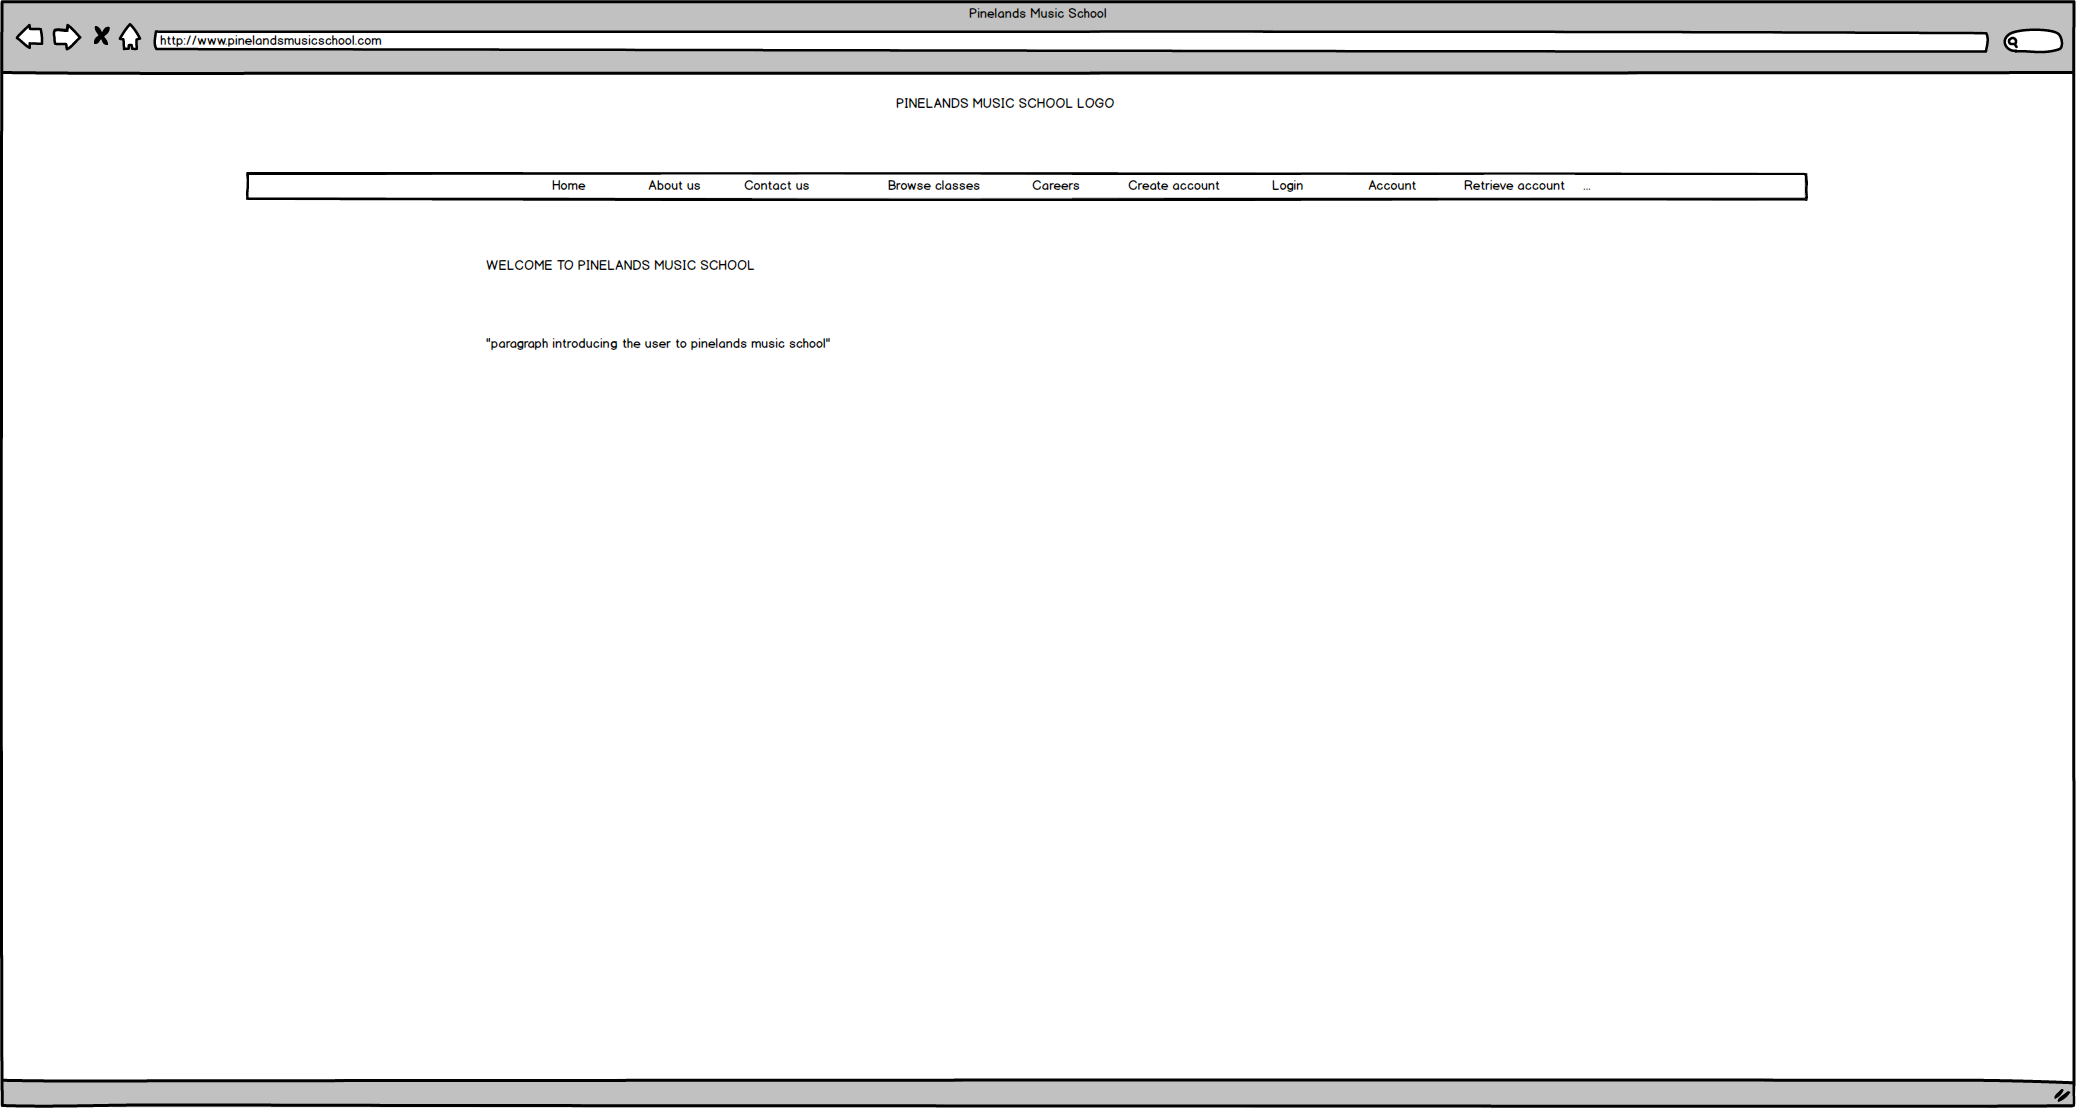 Pinelands Music School
http://www.pinelandsmusicschool.com
PINELANDS MUSIC SCHOOL LOGO
Home About us Contact us Browse classes Careers Create account Login Account Retrieve account ...
WELCOME TO PINELANDS MUSIC SCHOOL
"paragraph introducing the user to pinelands music school"